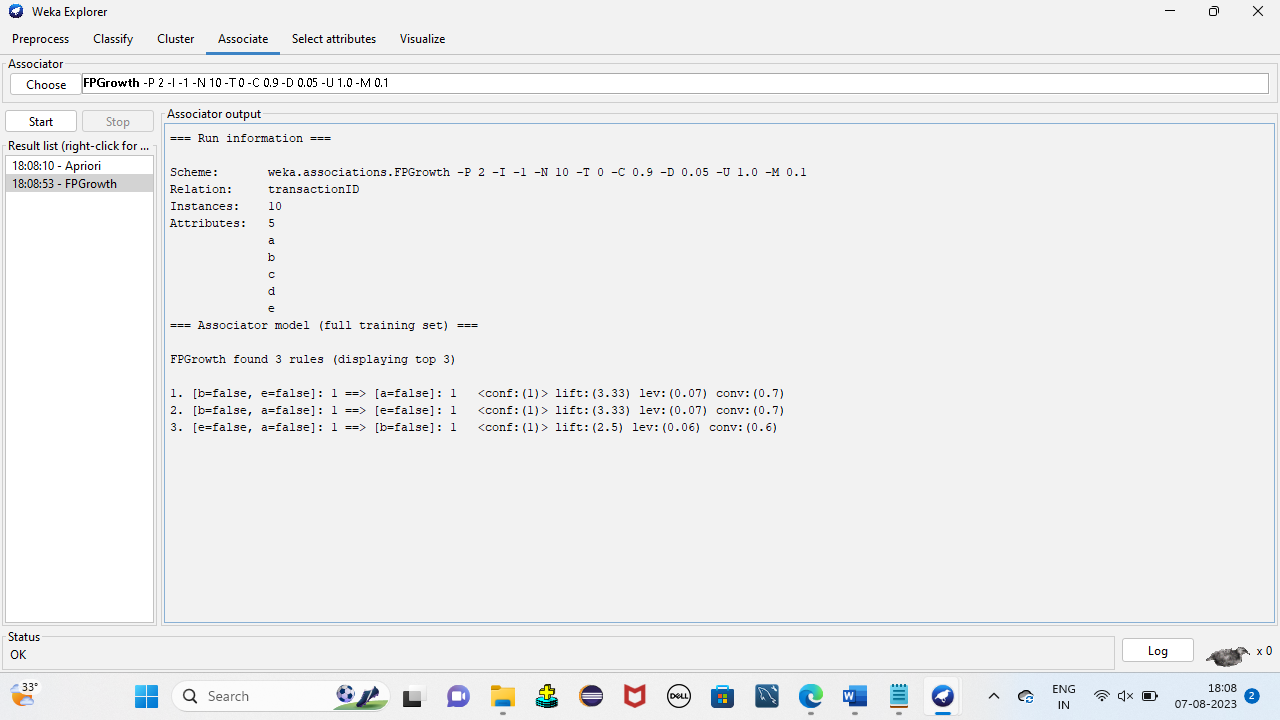 Weka Explorer
Preprocess Classify Cluster Associate Select attributes Visualize
Associator
Choose FPGrowth -P 2 -I -1 -N 10 -T 0 -C 0.9 -D 0.05 -U 1.0 -M 0.1
Start Stop
Result list (right-click for ...
18:08:10 - Apriori
18:08:53 - FPGrowth
Associator output
=== Run information ===
Scheme: weka.associations.FPGrowth -P 2 -I -1 -N 10 -T 0 -C 0.9 -D 0.05 -U 1.0 -M 0.1
Relation: transactionID
Instances: 10
Attributes: 5
a
b
c
d
e
=== Associator model (full training set) ===
FPGrowth found 3 rules (displaying top 3)
1. [b=false, e=false]: 1 ==> [a=false]: 1 <conf:(1)> lift:(3.33) lev:(0.07) conv:(0.7)
2. [b=false, a=false]: 1 ==> [e=false]: 1 <conf:(1)> lift:(3.33) lev:(0.07) conv:(0.7)
3. [e=false, a=false]: 1 ==> [b=false]: 1 <conf:(1)> lift:(2.5) lev:(0.06) conv:(0.6)
Status
OK
Log x 0
33°
Search
DELL
W
ENG
IN
18:08
07-08-2023
2